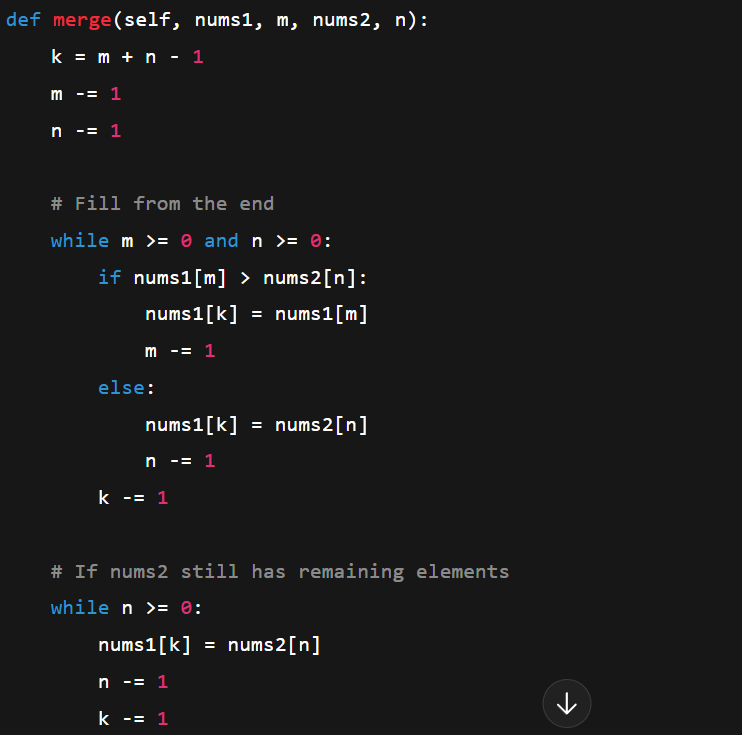 def merge(self, nums1, m, nums2, n):
    k = m + n - 1
    m -= 1
    n -= 1

    # Fill from the end
    while m >= 0 and n >= 0:
        if nums1[m] > nums2[n]:
            nums1[k] = nums1[m]
            m -= 1
        else:
            nums1[k] = nums2[n]
            n -= 1
        k -= 1

    # If nums2 still has remaining elements
    while n >= 0:
        nums1[k] = nums2[n]
        n -= 1
        k -= 1